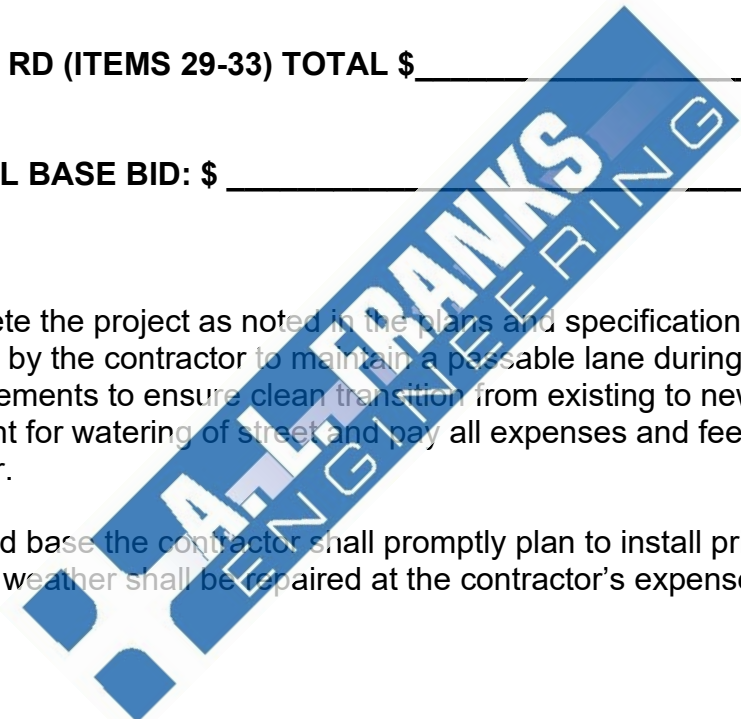 RD (ITEMS 29-33) TOTAL $____________________
L BASE BID: $ ______________________________
ete the project as noted in the plans and specification
by the contractor to maintain a passable lane during
ements to ensure clean transition from existing to new
nt for watering of street and pay all expenses and fee
r.
d base the contractor shall promptly plan to install pr
weather shall be repaired at the contractor’s expense
A. L. FRANKS
ENGINEERING